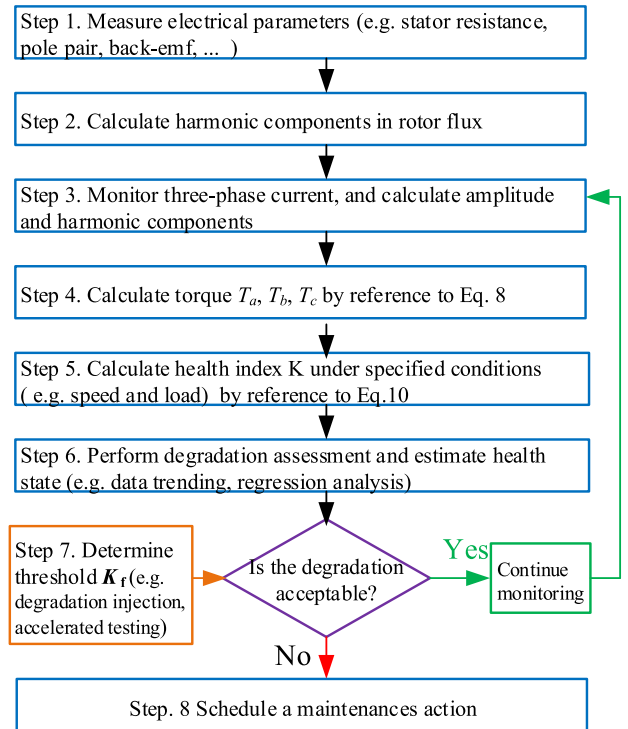 Step 1. Measure electrical parameters (e.g. stator resistance,
pole pair, back-emf, ... )
Step 2. Calculate harmonic components in rotor flux
Step 3. Monitor three-phase current, and calculate amplitude
and harmonic components
Step 4. Calculate torque Ta, Tb, Tc by reference to Eq. 8
Step 5. Calculate health index K under specified conditions
( e.g. speed and load)  by reference to Eq.10
Step 6. Perform degradation assessment and estimate health
state (e.g. data trending, regression analysis)
Step 7. Determine
threshold Kf (e.g.
degradation injection,
accelerated testing)
Is the degradation
acceptable?
Yes
Continue
monitoring
No
Step. 8 Schedule a maintenances action